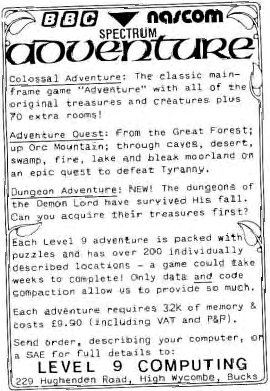 BBC nascom
SPECTRUM
adventure
Colossal Adventure: The classic main-
frame game "Adventure" with all of the
original treasures and creatures plus
70 extra rooms!
Adventure Quest: From the Great Forest;
up Orc Mountain; through caves, desert,
swamp, fire, lake and bleak moorland on
an epic quest to defeat Tyranny.
Dungeon Adventure: NEW! The dungeons of
the Demon Lord have survived His fall.
Can you acquire their treasures first?
Each Level 9 adventure is packed with
puzzles and has over 200 individually
described locations - a game could take
weeks to complete! Only data and code
compaction allow us to provide so much.
Each adventure requires 32K of memory &
costs £9.90 (including VAT and P&P).
Send order, describing your computer, or
a SAE for full details to:
LEVEL 9 COMPUTING
229 Hughenden Road, High Wycombe, Bucks